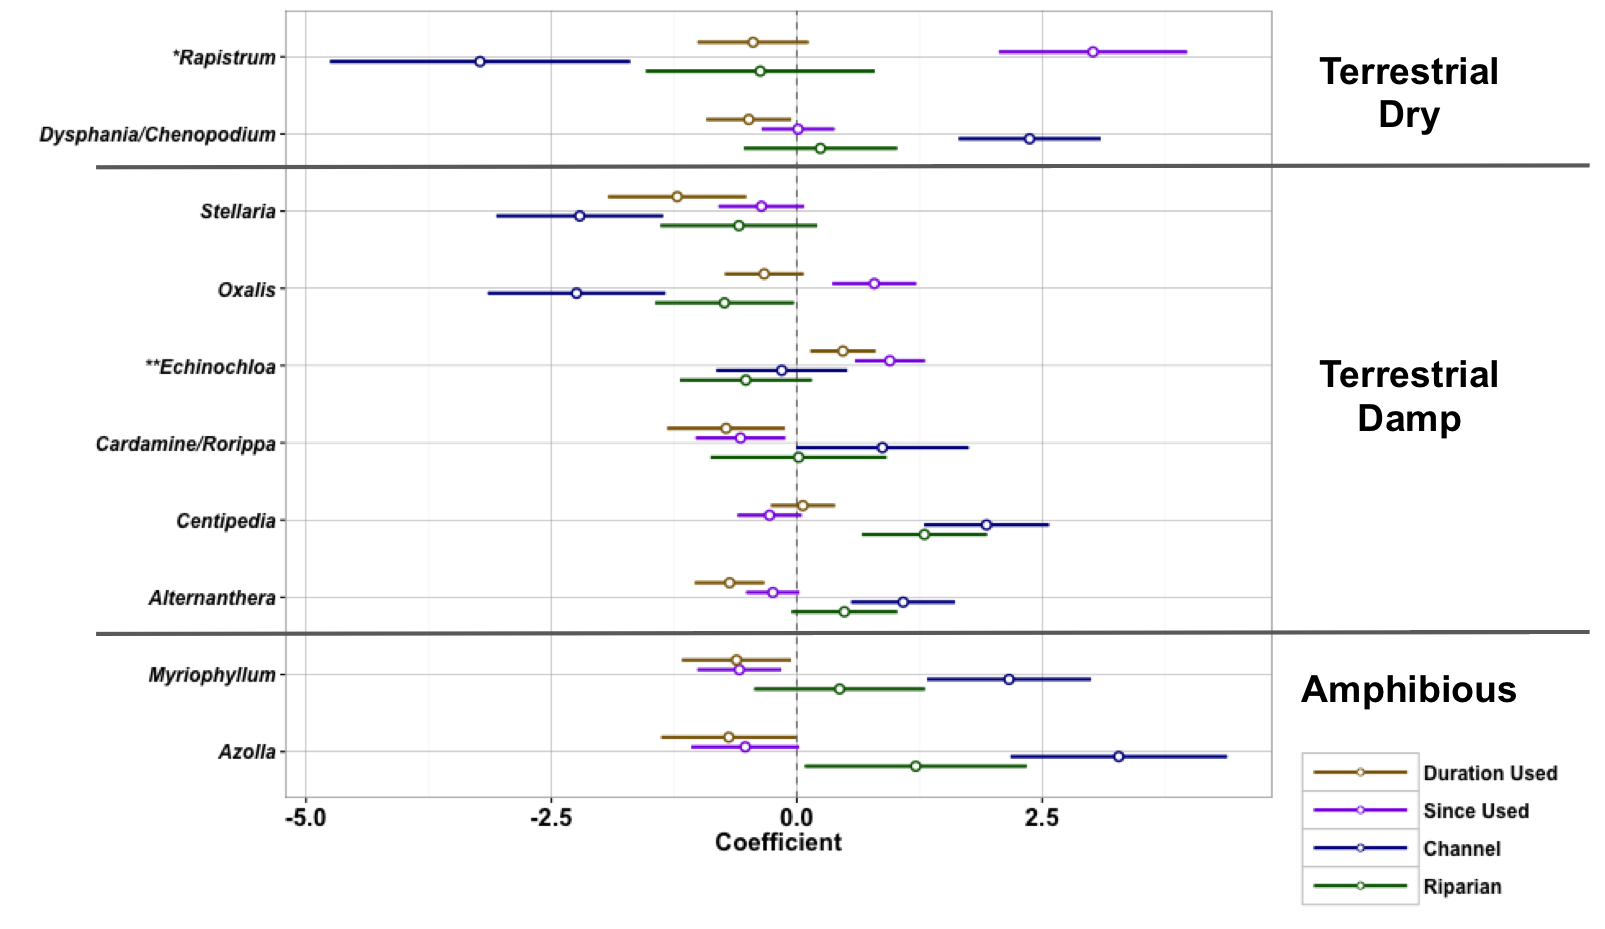 *Rapistrum
Terrestrial
Dry
Dysphania/Chenopodium
Stellaria
Oxalis
**Echinochloa
Terrestrial
Damp
Cardamine/Rorippa
Centipedia
Alternanthera
Myriophyllum
Amphibious
Azolla
-5.0 -2.5 0.0 2.5
Coefficient
Duration Used
Since Used
Channel
Riparian